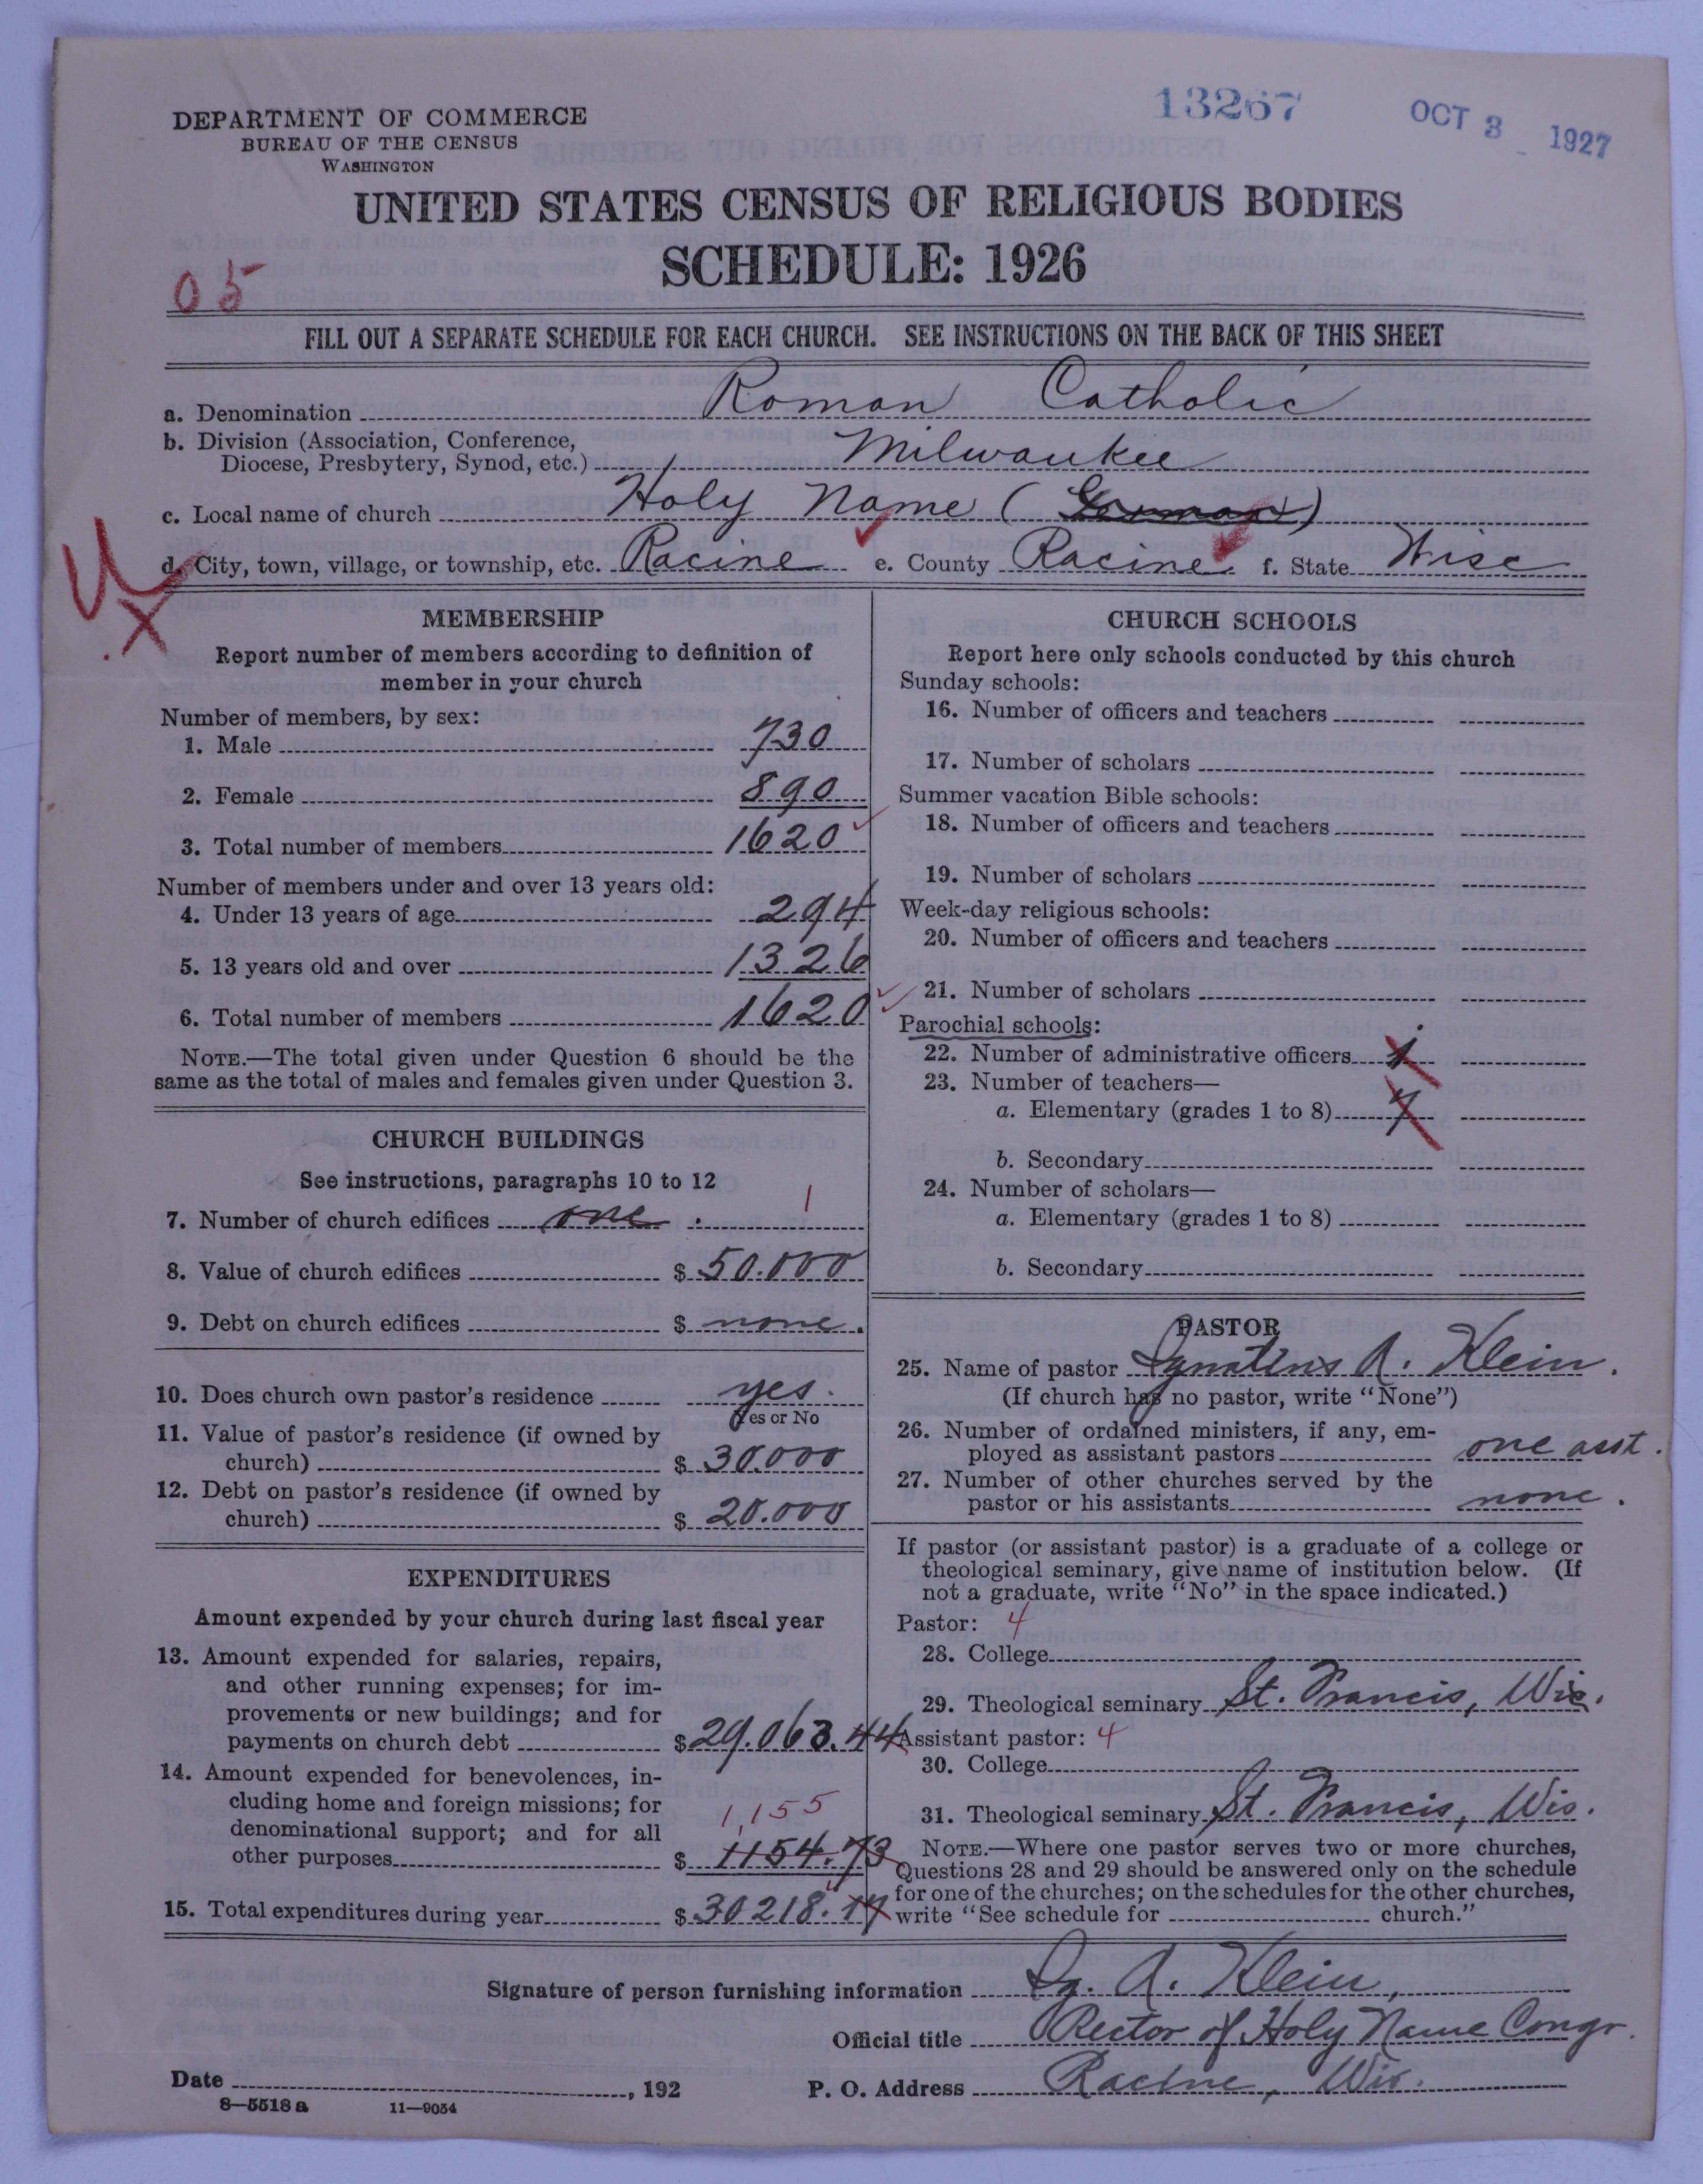 13267 OCT 3 1927
DEPARTMENT OF COMMERCE
BUREAU OF THE CENSUS
WASHINGTON
UNITED STATES CENSUS OF RELIGIOUS BODIES
SCHEDULE: 1926
05
FILL OUT A SEPARATE SCHEDULE FOR EACH CHURCH. SEE INSTRUCTIONS ON THE BACK OF THIS SHEET
a. Denomination Roman Catholic
b. Division (Association, Conference,
Diocese, Presbytery, Synod, etc.) Milwaukee
c. Local name of church Holy Name (German)
d. City, town, village, or township, etc. Racine e. County Racine f. State Wisc
MEMBERSHIP
Report number of members according to definition of
member in your church
Number of members, by sex:
1. Male 730
2. Female 890
3. Total number of members 1620
Number of members under and over 13 years old:
4. Under 13 years of age 294
5. 13 years old and over 1326
6. Total number of members 1620
NOTE.—The total given under Question 6 should be the
same as the total of males and females given under Question 3.
CHURCH BUILDINGS
See instructions, paragraphs 10 to 12
7. Number of church edifices one. 1
8. Value of church edifices $ 50.000
9. Debt on church edifices $ none.
10. Does church own pastor's residence yes.
Yes or No
11. Value of pastor's residence (if owned by
church) $ 30.000
12. Debt on pastor's residence (if owned by
church) $ 20.000
EXPENDITURES
Amount expended by your church during last fiscal year
13. Amount expended for salaries, repairs,
and other running expenses; for im-
provements or new buildings; and for
payments on church debt $ 29.063.44
14. Amount expended for benevolences, in-
cluding home and foreign missions; for
denominational support; and for all 1,155
other purposes $ 1154.73
15. Total expenditures during year $ 30218.17
CHURCH SCHOOLS
Report here only schools conducted by this church
Sunday schools:
16. Number of officers and teachers
17. Number of scholars
Summer vacation Bible schools:
18. Number of officers and teachers
19. Number of scholars
Week-day religious schools:
20. Number of officers and teachers
21. Number of scholars
Parochial schools:
22. Number of administrative officers 1
23. Number of teachers—
a. Elementary (grades 1 to 8) 7
b. Secondary
24. Number of scholars—
a. Elementary (grades 1 to 8)
b. Secondary
PASTOR
25. Name of pastor Ignatius A. Klein.
(If church has no pastor, write "None")
26. Number of ordained ministers, if any, em-
ployed as assistant pastors one asst.
27. Number of other churches served by the
pastor or his assistants none.
If pastor (or assistant pastor) is a graduate of a college or
theological seminary, give name of institution below. (If
not a graduate, write "No" in the space indicated.)
Pastor: 4
28. College
29. Theological seminary St. Francis, Wis.
Assistant pastor: 4
30. College
31. Theological seminary St. Francis, Wis.
NOTE.—Where one pastor serves two or more churches,
Questions 28 and 29 should be answered only on the schedule
for one of the churches; on the schedules for the other churches,
write "See schedule for church."
Signature of person furnishing information Ig. A. Klein,
Official title Rector of Holy Name Congr.
Date , 192 P. O. Address Racine, Wis.
8—5518 a 11—9054